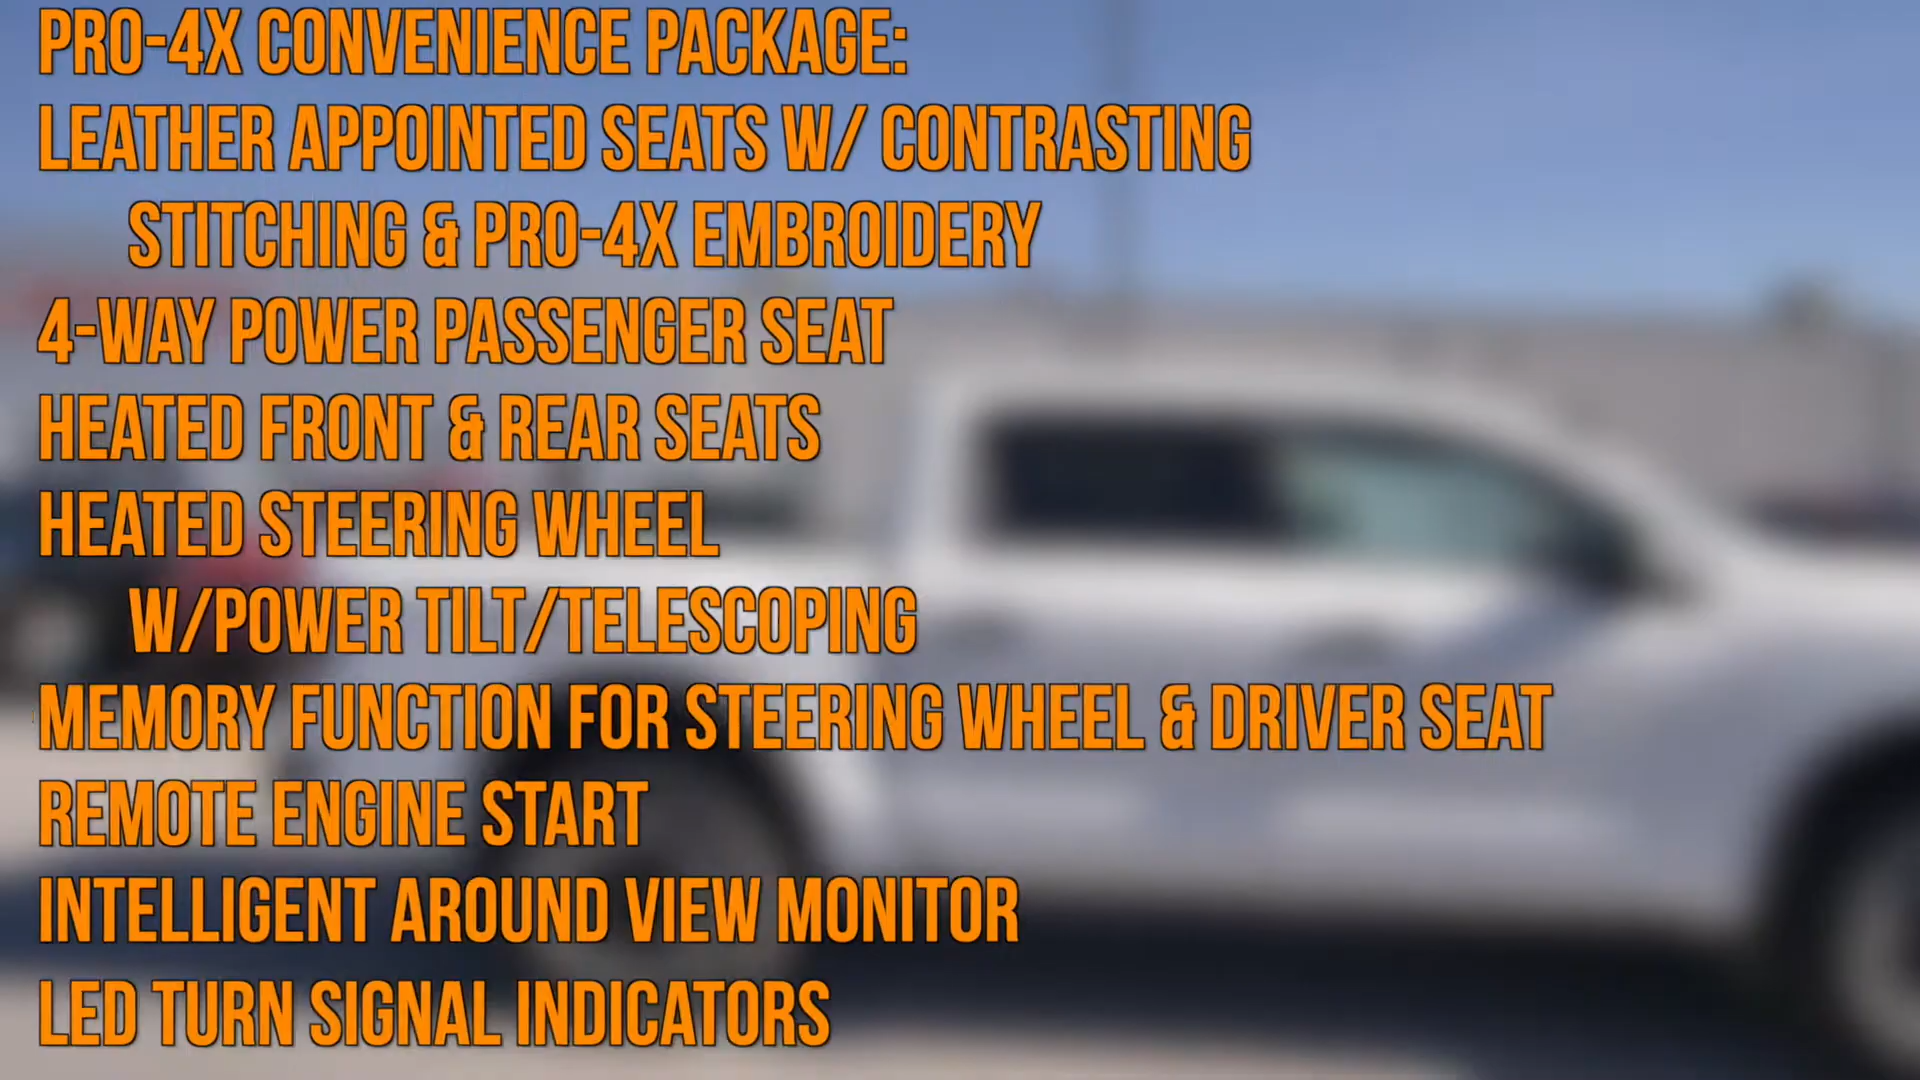 PRO-4X CONVENIENCE PACKAGE:
LEATHER APPOINTED SEATS W/ CONTRASTING
STITCHING & PRO-4X EMBROIDERY
4-WAY POWER PASSENGER SEAT
HEATED FRONT & REAR SEATS
HEATED STEERING WHEEL
W/POWER TILT/TELESCOPING
MEMORY FUNCTION FOR STEERING WHEEL & DRIVER SEAT
REMOTE ENGINE START
INTELLIGENT AROUND VIEW MONITOR
LED TURN SIGNAL INDICATORS